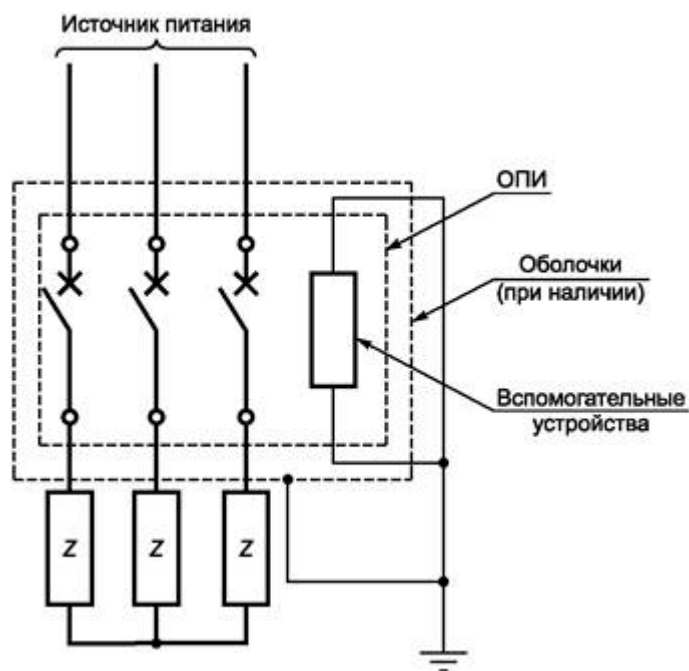 Источник питания
ОПИ
Оболочки
(при наличии)
Вспомогательные
устройства
Z
Z
Z